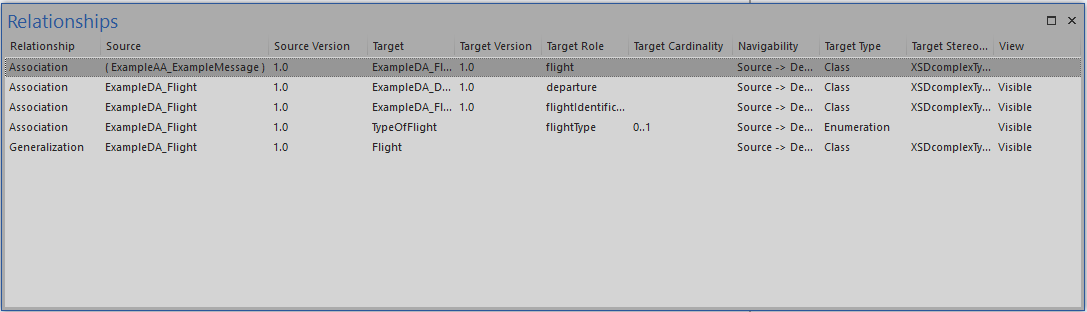 Relationships
Relationship Source Source Version Target Target Version Target Role Target Cardinality Navigability Target Type Target Stereo... View
Association ( ExampleAA_ExampleMessage ) 1.0 ExampleDA_Fl... 1.0 flight Source -> De... Class XSDcomplexTy...
Association ExampleDA_Flight 1.0 ExampleDA_D... 1.0 departure Source -> De... Class XSDcomplexTy... Visible
Association ExampleDA_Flight 1.0 ExampleDA_Fl... 1.0 flightIdentific... Source -> De... Class XSDcomplexTy... Visible
Association ExampleDA_Flight 1.0 TypeOfFlight flightType 0..1 Source -> De... Enumeration Visible
Generalization ExampleDA_Flight 1.0 Flight Source -> De... Class XSDcomplexTy... Visible